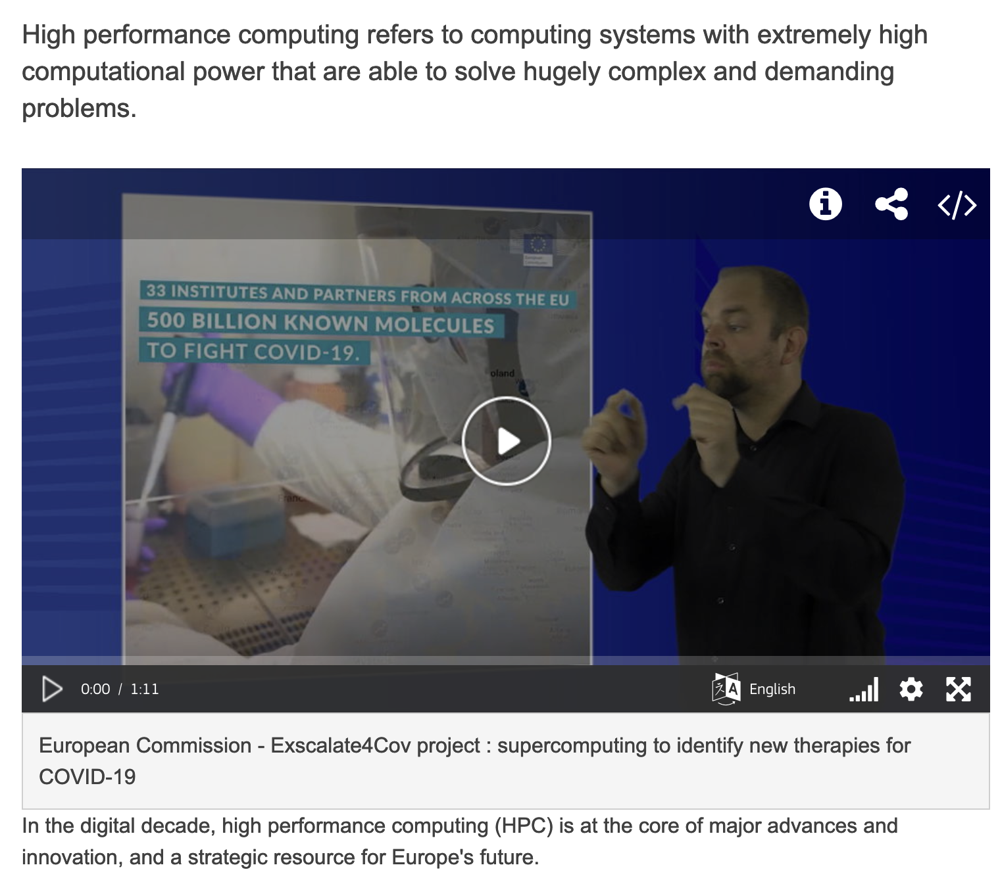 High performance computing refers to computing systems with extremely high
computational power that are able to solve hugely complex and demanding
problems.
33 INSTITUTES AND PARTNERS FROM ACROSS THE EU
500 BILLION KNOWN MOLECULES
TO FIGHT COVID-19.
oland
Franc
0:00 / 1:11
English
European Commission - Exscalate4Cov project : supercomputing to identify new therapies for
COVID-19
In the digital decade, high performance computing (HPC) is at the core of major advances and
innovation, and a strategic resource for Europe's future.